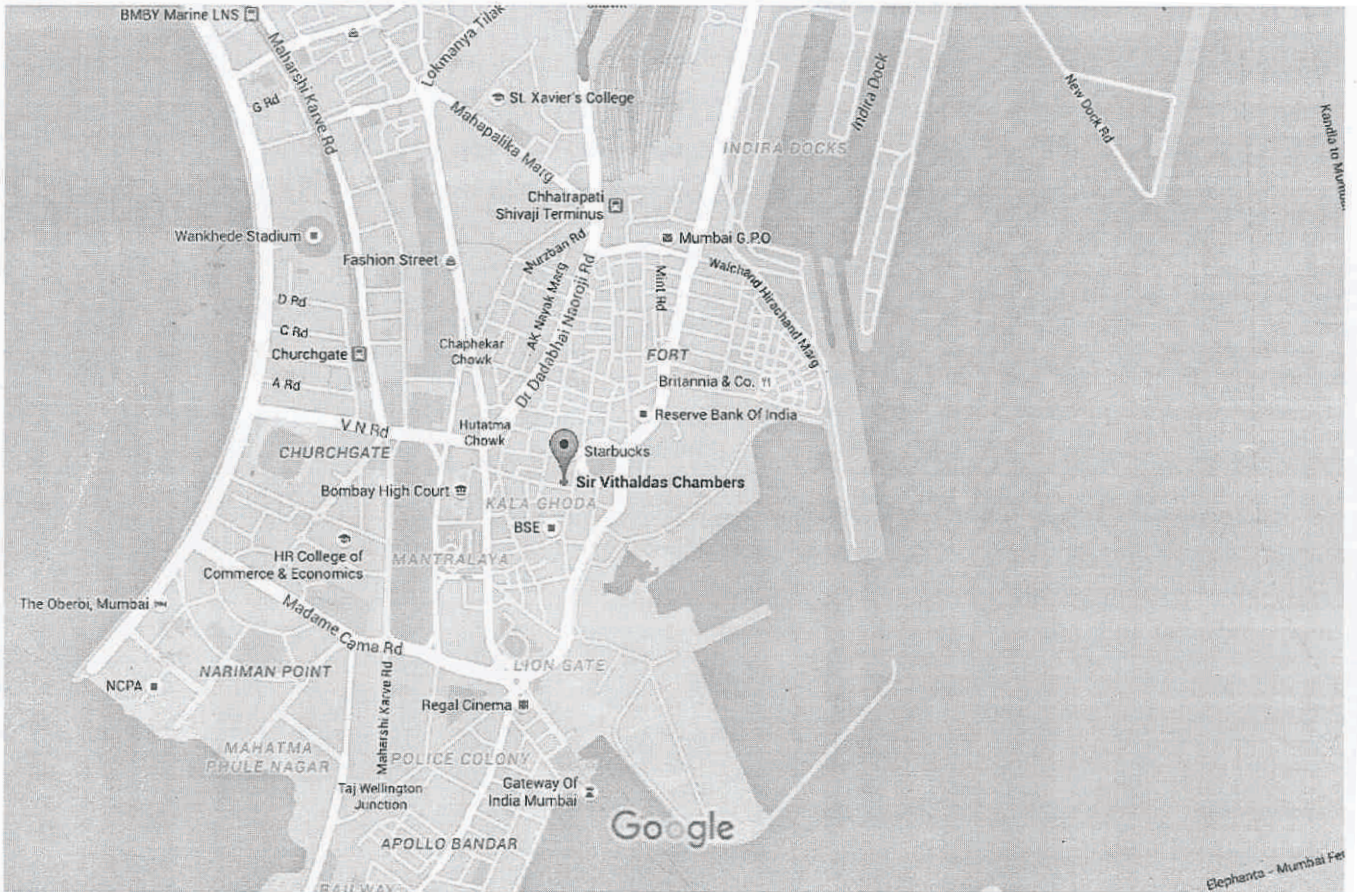 BMBY Marine LNS
Maharshi Karve Rd
Lokmanya Tilak
G Rd
St. Xavier's College
Mahapalika Marg
INDIRA DOCKS
Indira Dock
New Dock Rd
Kandla to
Chhatrapati
Shivaji Terminus
Wankhede Stadium
Mumbai G.P.O
Fashion Street
Murzban Rd
AK Nayak Marg
Dr Dadabhai Naoroji Rd
Mint Rd
Walchand Hirachand Marg
D Rd
C Rd
Churchgate
Chaphekar
Chowk
FORT
A Rd
Britannia & Co.
Reserve Bank Of India
V N Rd
Hutatma
Chowk
CHURCHGATE
Starbucks
Sir Vithaldas Chambers
Bombay High Court
KALA GHODA
BSE
HR College of
Commerce & Economics
MANTRALAYA
The Oberoi, Mumbai
Madame Cama Rd
NARIMAN POINT
LION GATE
NCPA
Maharshi Karve Rd
Regal Cinema
MAHATMA
PHULE NAGAR
POLICE COLONY
Taj Wellington
Junction
Gateway Of
India Mumbai
Google
APOLLO BANDAR
RAILWAY
Elephanta - Mumbai